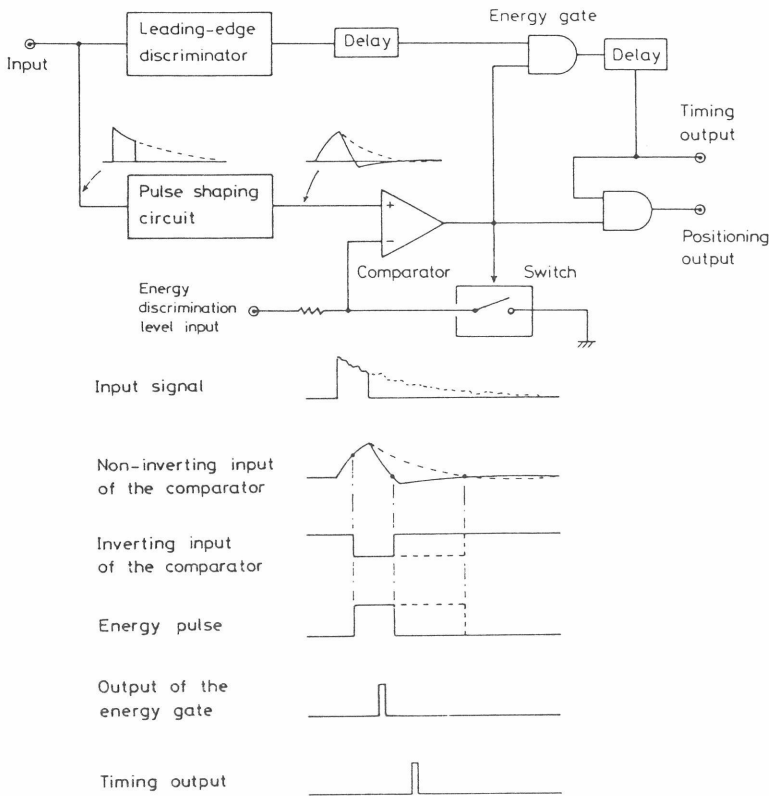 Energy gate
Leading-edge
discriminator
Delay
Delay
Input
Timing
output
Pulse shaping
circuit
+
−
Positioning
output
Comparator
Switch
Energy
discrimination
level input
Input signal
Non-inverting input
of the comparator
Inverting input
of the comparator
Energy pulse
Output of the
energy gate
Timing output